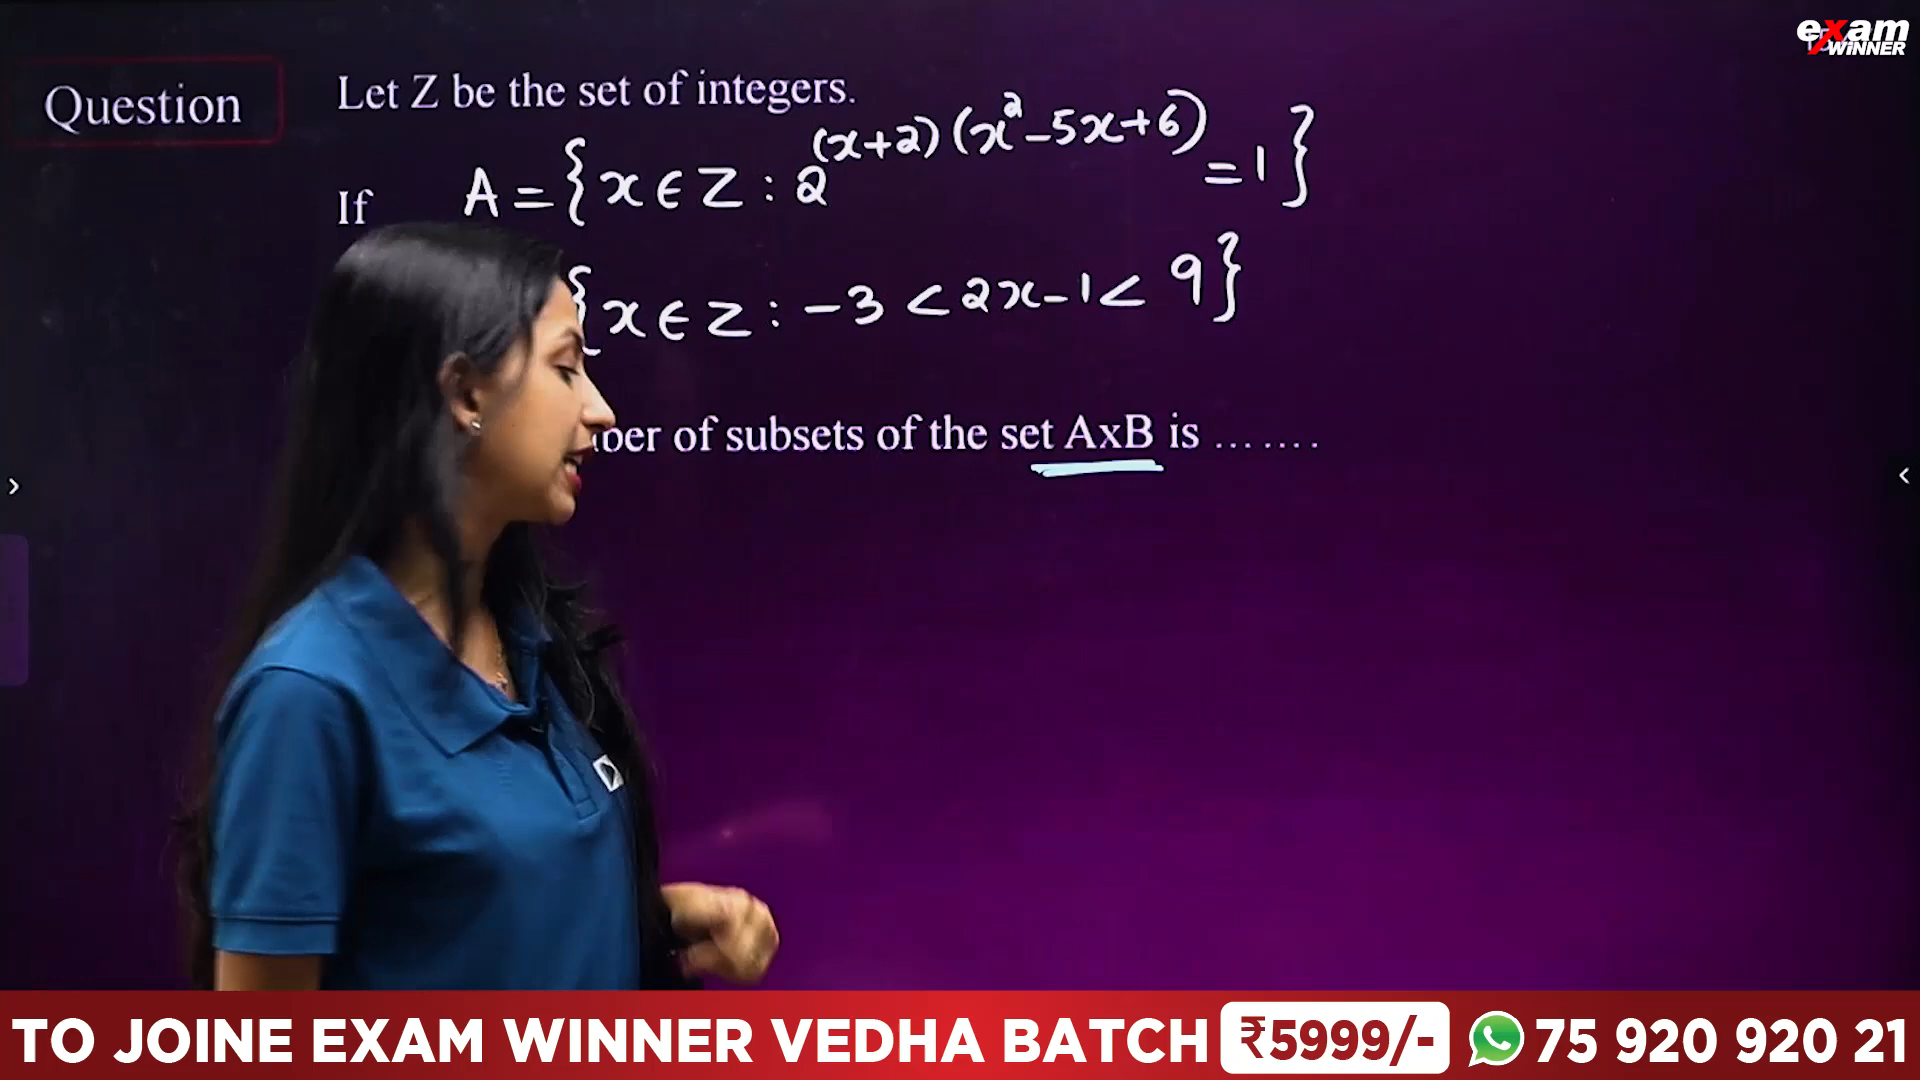 exam
WINNER
Question
Let Z be the set of integers.
If A = { x ∈ Z : 2^{(x+2)(x²-5x+6)} = 1 }
{ x ∈ Z : -3 < 2x-1 < 9 }
of subsets of the set AxB is …….
TO JOINE EXAM WINNER VEDHA BATCH ₹5999/- 75 920 920 21